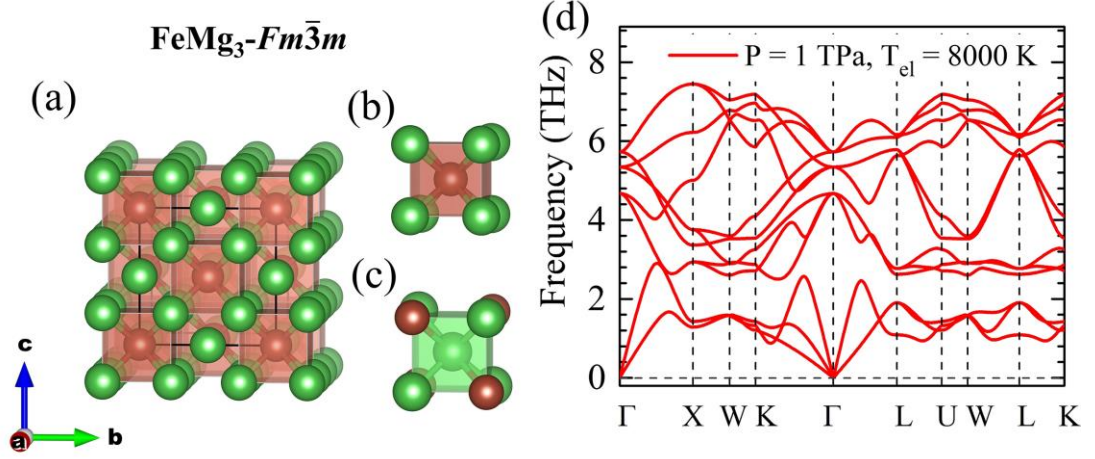 FeMg₃-Fm3̅m
(a)
(b)
(c)
c
b
a
(d)
Frequency (THz)
8
6
4
2
0
P = 1 TPa, Tₑₗ = 8000 K
Γ X W K Γ L U W L K